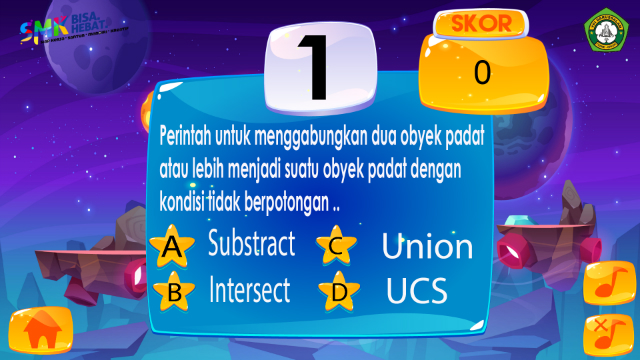 SMK BISA
HEBAT
1
SKOR
0
Perintah untuk menggabungkan dua obyek padat
atau lebih menjadi suatu obyek padat dengan
kondisi tidak berpotongan ..
A Substract
C Union
B Intersect
D UCS